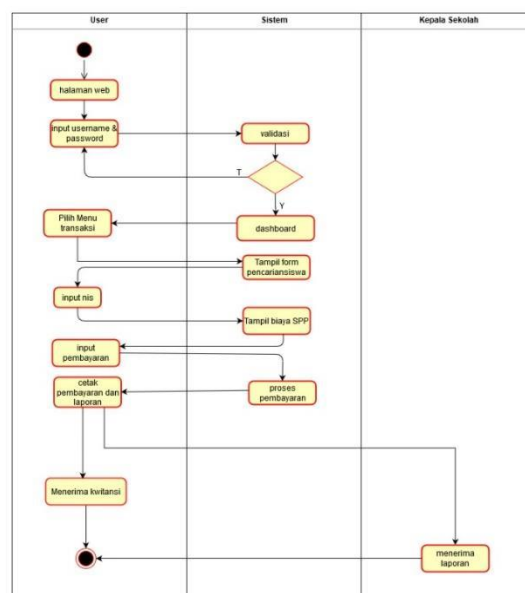 User
Sistem
Kepala Sekolah
halaman web
input username &
password
validasi
T
Y
dashboard
Pilih Menu
transaksi
Tampil form
pencariansiswa
input nis
Tampil biaya SPP
input
pembayaran
proses
pembayaran
cetak
pembayaran dan
laporan
Menerima kwitansi
menerima
laporan